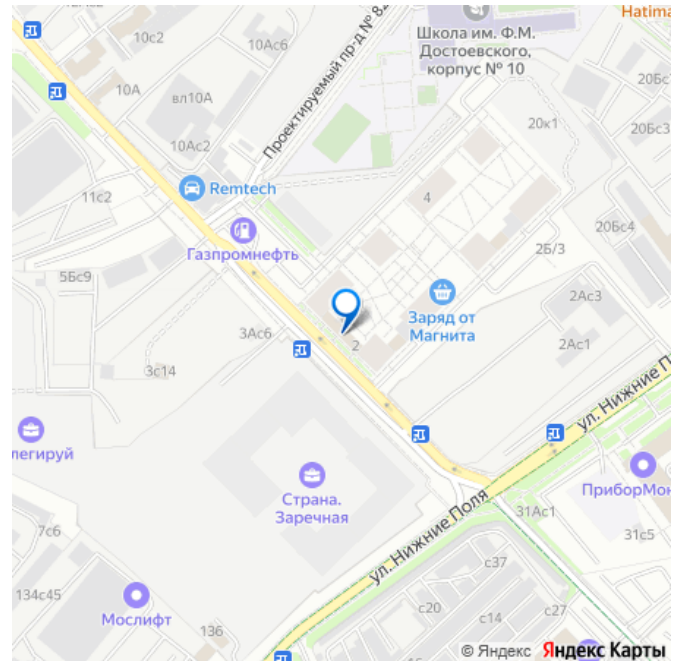 Hatima
10с2
10Ас6
Проектируемый пр-д № 82
Школа им. Ф.М.
Достоевского,
корпус № 10
10А
вл10А
10Ас2
20к1
20Бс3
11с2
Remtech
4
20Бс4
Газпромнефть
2Б/3
5Бс9
2Ас3
Заряд от
Магнита
3Ас6
2
2Ас1
3с14
ул. Нижние П
легируй
Страна.
Заречная
ПриборМо
31Ас1
ул. Нижние Поля
31с5
7с6
с37
134с45
Мослифт
136
с20
с14
с27
© Яндекс Яндекс Карты